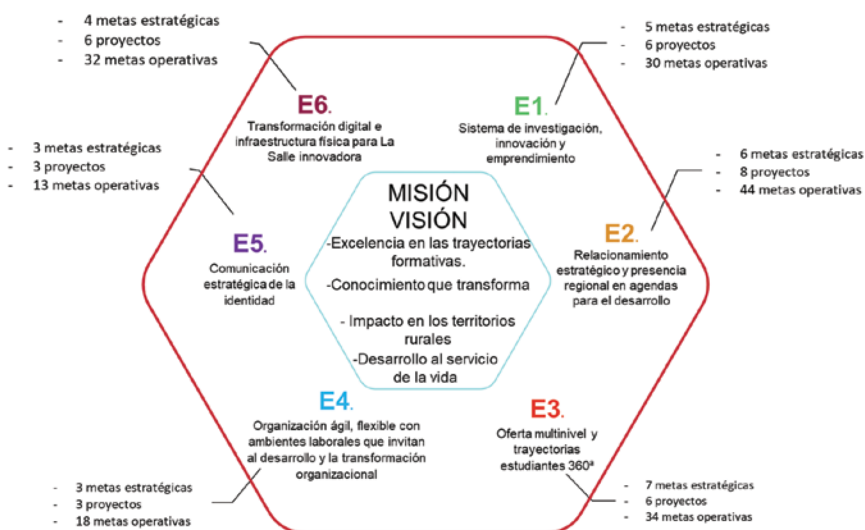 - 4 metas estratégicas
- 6 proyectos
- 32 metas operativas
- 5 metas estratégicas
- 6 proyectos
- 30 metas operativas
E6.
Transformación digital e
infraestructura física para La
Salle innovadora
E1.
Sistema de investigación,
innovación y
emprendimiento
- 3 metas estratégicas
- 3 proyectos
- 13 metas operativas
- 6 metas estratégicas
- 8 proyectos
- 44 metas operativas
MISIÓN
VISIÓN
-Excelencia en las trayectorias
formativas.
-Conocimiento que transforma
- Impacto en los territorios
rurales
-Desarrollo al servicio
de la vida
E5.
Comunicación
estratégica de la
identidad
E2.
Relacionamiento
estratégico y presencia
regional en agendas
para el desarrollo
E4.
Organización ágil, flexible con
ambientes laborales que invitan
al desarrollo y la transformación
organizacional
E3.
Oferta multinivel y
trayectorias
estudiantes 360ª
- 3 metas estratégicas
- 3 proyectos
- 18 metas operativas
- 7 metas estratégicas
- 6 proyectos
- 34 metas operativas